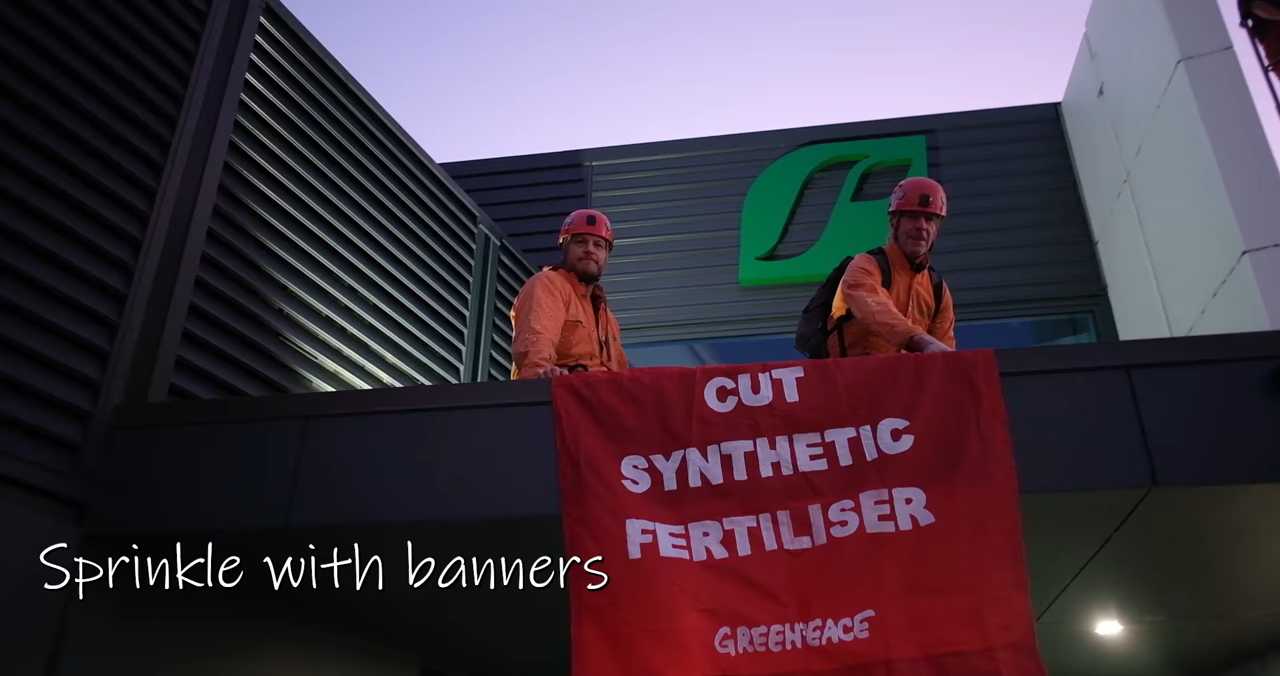 CUT
SYNTHETIC
FERTILISER
GREENPEACE
Sprinkle with banners